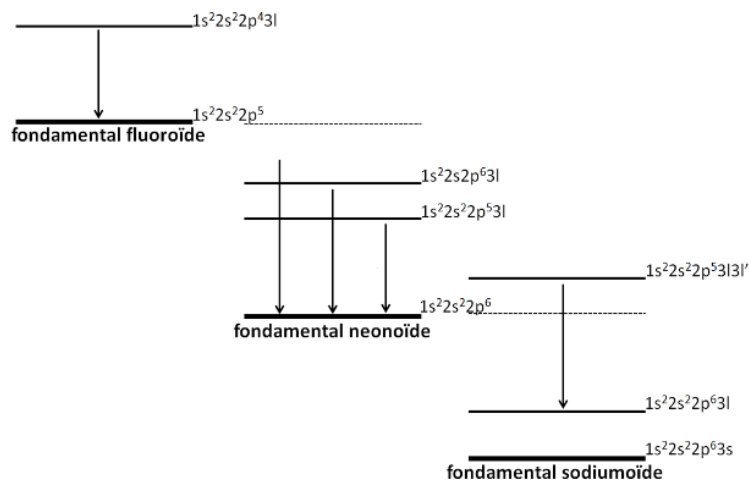 1s²2s²2p⁴3l
1s²2s²2p⁵
fondamental fluoroïde
1s²2s2p⁶3l
1s²2s²2p⁵3l
1s²2s²2p⁶
fondamental neonoïde
1s²2s²2p⁵3l3l’
1s²2s²2p⁶3l
1s²2s²2p⁶3s
fondamental sodiumoïde